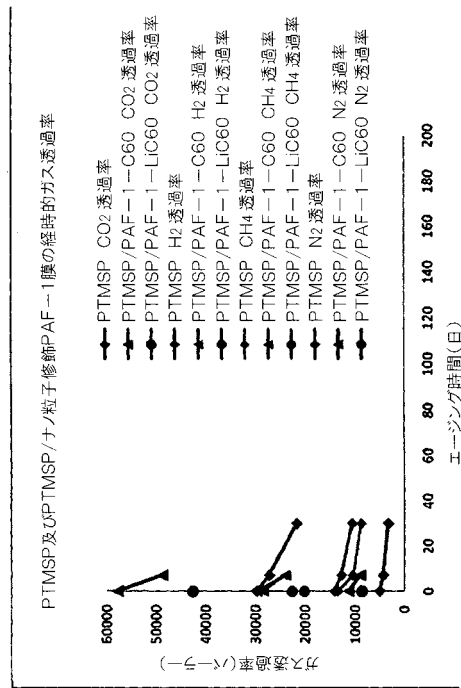 PTMSP及びPTMSP/ナノ粒子修飾PAF-1膜の経時的ガス透過率
ガス透過率(バーラー)
60000
50000
40000
30000
20000
10000
0
0
20
40
60
80
100
120
140
160
180
200
エージング時間(日)
PTMSP CO2 透過率
PTMSP/PAF-1-C60 CO2 透過率
PTMSP/PAF-1-LiC60 CO2 透過率
PTMSP H2 透過率
PTMSP/PAF-1-C60 H2 透過率
PTMSP/PAF-1-LiC60 H2 透過率
PTMSP CH4 透過率
PTMSP/PAF-1-C60 CH4 透過率
PTMSP/PAF-1-LiC60 CH4 透過率
PTMSP N2 透過率
PTMSP/PAF-1-C60 N2 透過率
PTMSP/PAF-1-LiC60 N2 透過率